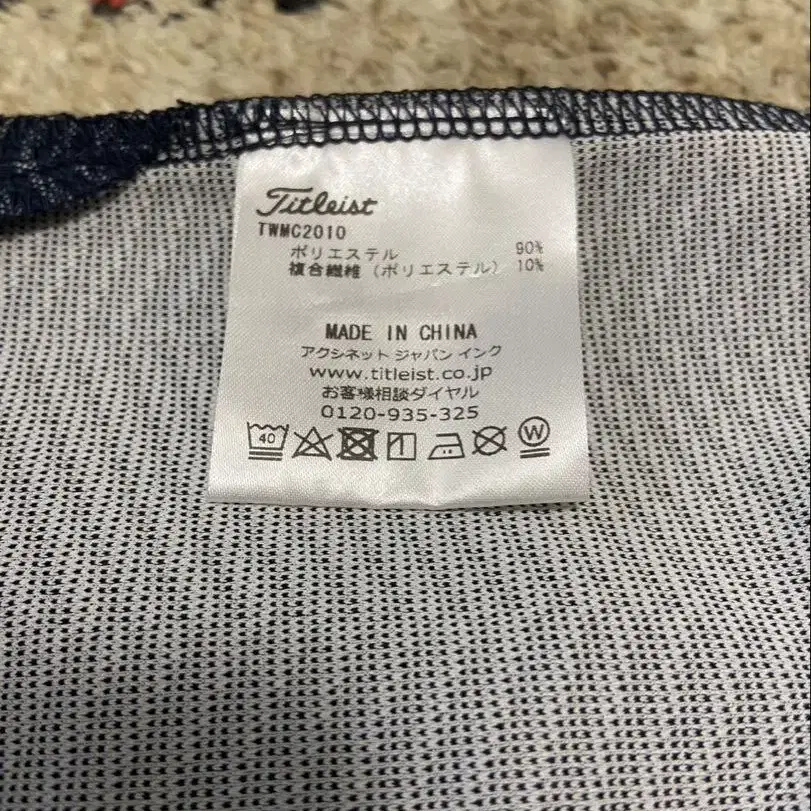 Titleist
TWMC2010
ポリエステル 90%
複合繊維（ポリエステル） 10%
MADE IN CHINA
アクシネット ジャパン インク
www.titleist.co.jp
お客様相談ダイヤル
0120-935-325
40 W